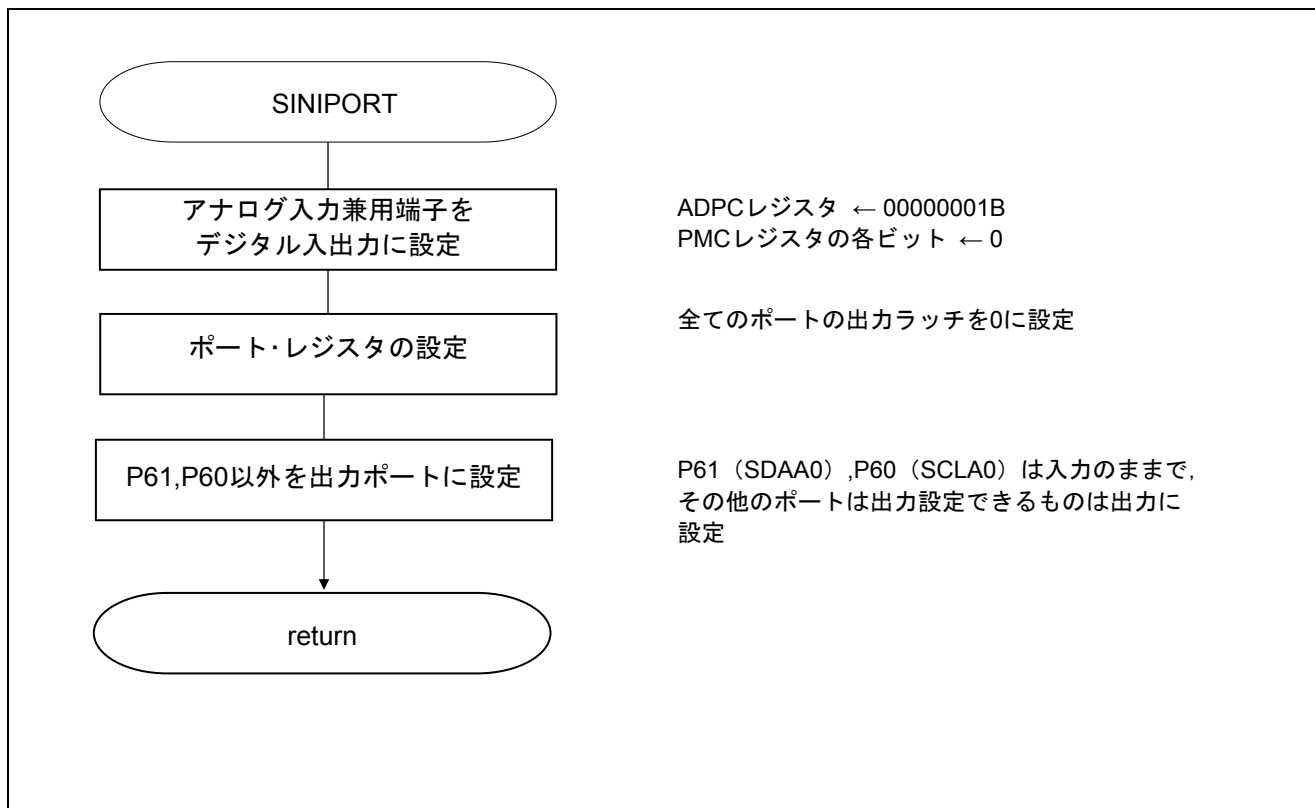 SINIPORT
アナログ入力兼用端子を
デジタル入出力に設定
ADPCレジスタ ← 00000001B
PMCレジスタの各ビット ← 0
ポート・レジスタの設定
全てのポートの出力ラッチを0に設定
P61,P60以外を出力ポートに設定
P61（SDAA0）,P60（SCLA0）は入力のままで,
その他のポートは出力設定できるものは出力に
設定
return